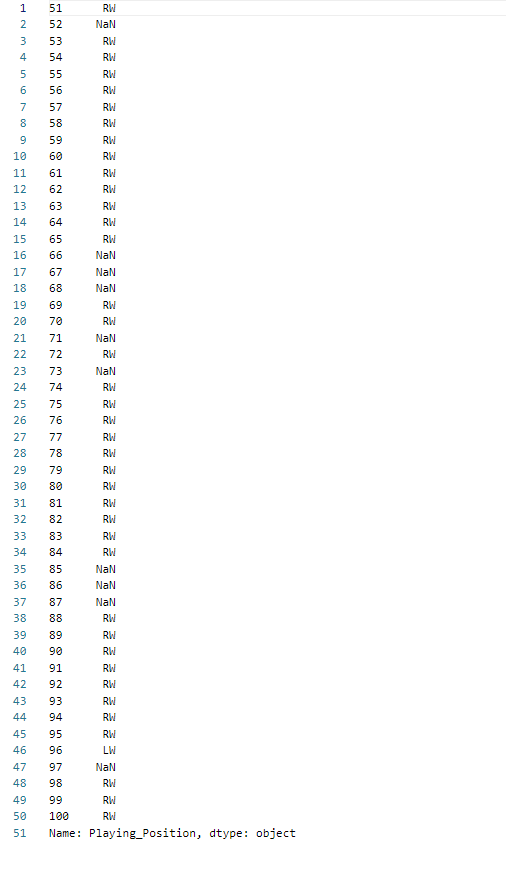 1 51 RW
2 52 NaN
3 53 RW
4 54 RW
5 55 RW
6 56 RW
7 57 RW
8 58 RW
9 59 RW
10 60 RW
11 61 RW
12 62 RW
13 63 RW
14 64 RW
15 65 RW
16 66 NaN
17 67 NaN
18 68 NaN
19 69 RW
20 70 RW
21 71 NaN
22 72 RW
23 73 NaN
24 74 RW
25 75 RW
26 76 RW
27 77 RW
28 78 RW
29 79 RW
30 80 RW
31 81 RW
32 82 RW
33 83 RW
34 84 RW
35 85 NaN
36 86 NaN
37 87 NaN
38 88 RW
39 89 RW
40 90 RW
41 91 RW
42 92 RW
43 93 RW
44 94 RW
45 95 RW
46 96 LW
47 97 NaN
48 98 RW
49 99 RW
50 100 RW
51 Name: Playing_Position, dtype: object